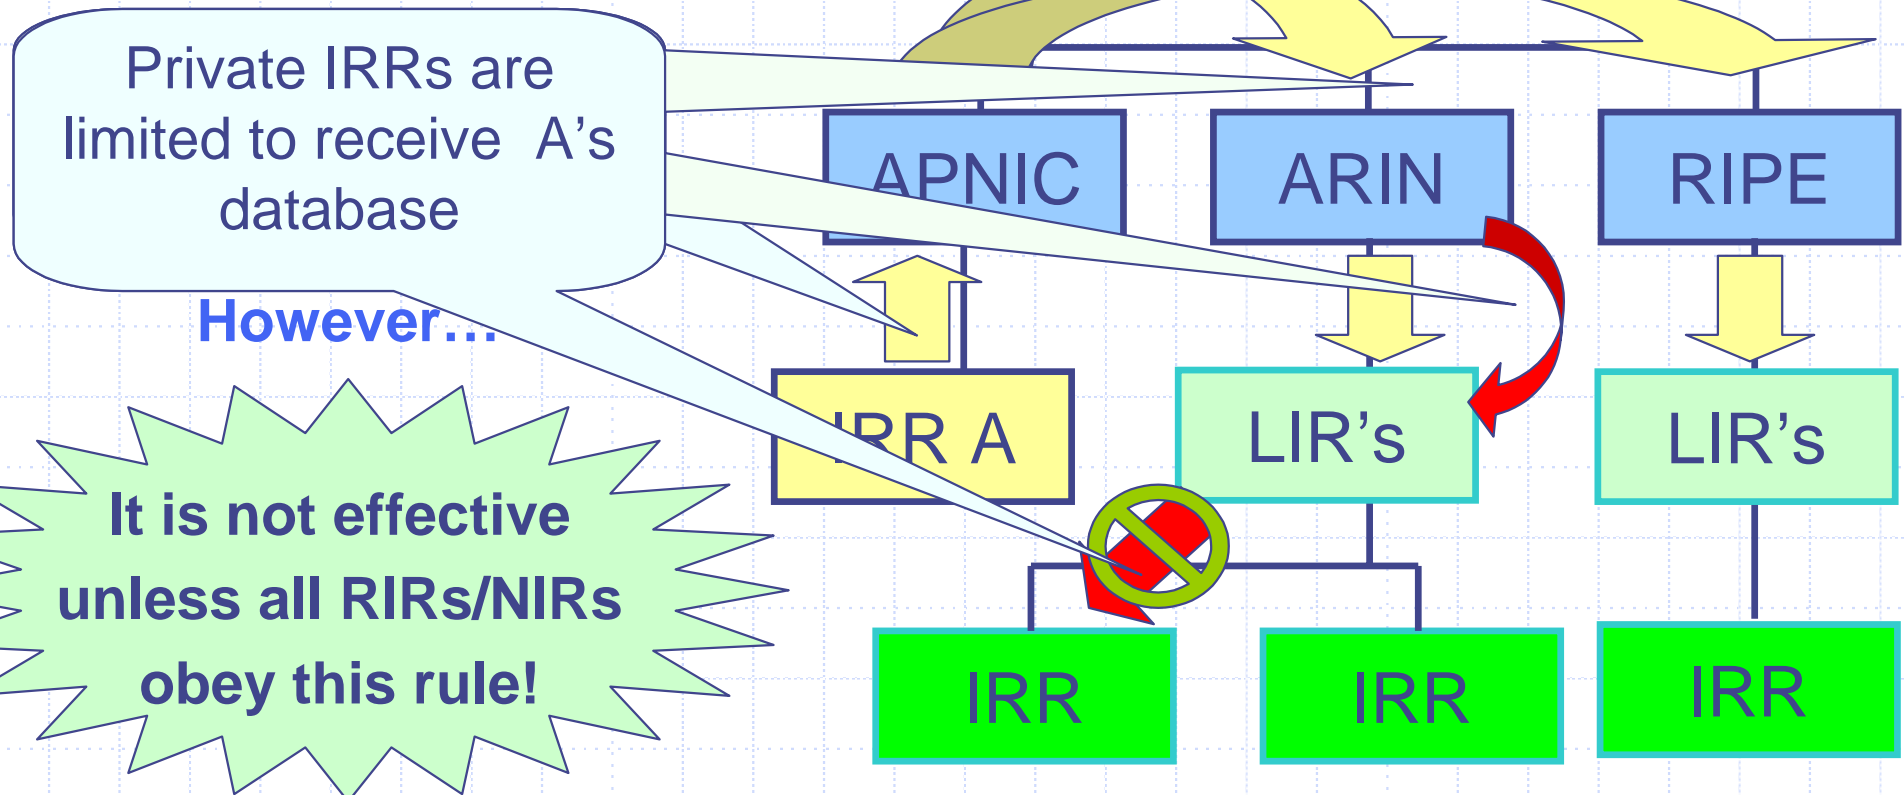 Private IRRs are
limited to receive A's
database
However…
It is not effective
unless all RIRs/NIRs
obey this rule!
APNIC
ARIN
RIPE
IRR A
LIR's
LIR's
IRR
IRR
IRR